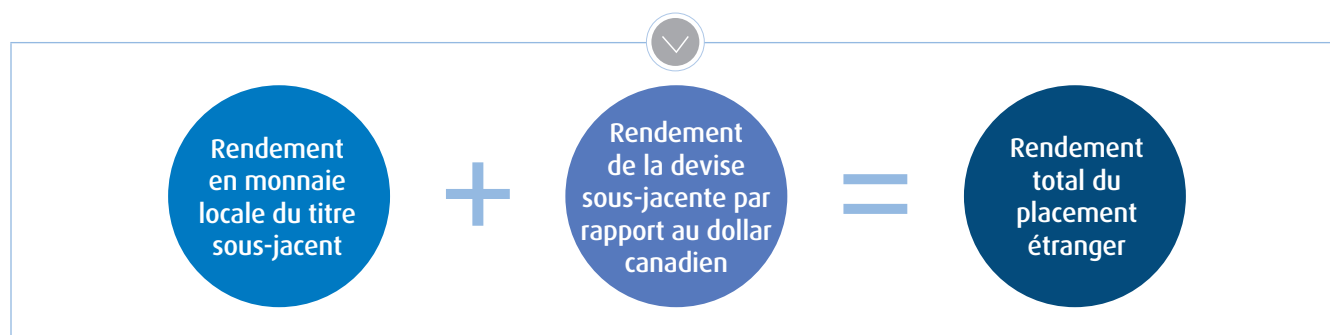 Rendement
en monnaie
locale du titre
sous-jacent
+
Rendement
de la devise
sous-jacente par
rapport au dollar
canadien
=
Rendement
total du
placement
étranger